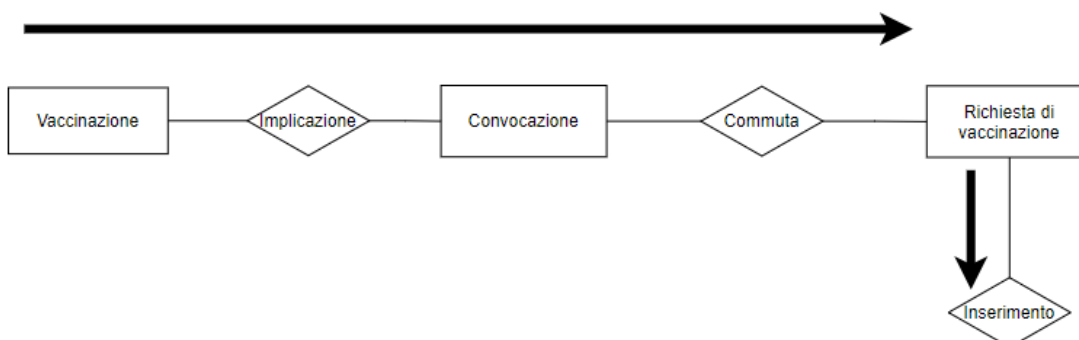 Vaccinazione
Implicazione
Convocazione
Commuta
Richiesta di
vaccinazione
Inserimento